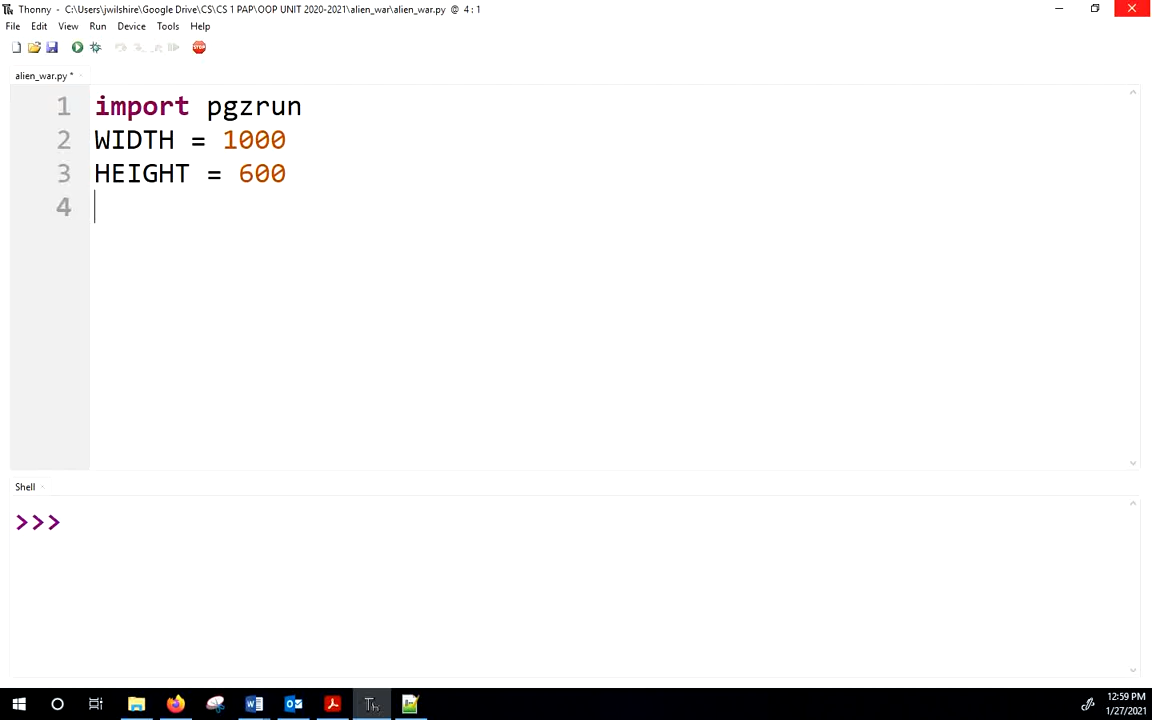 Thonny - C:\Users\jwilshire\Google Drive\CS\CS 1 PAP\OOP UNIT 2020-2021\alien_war\alien_war.py @ 4 : 1
File Edit View Run Device Tools Help
STOP
alien_war.py *
1 import pgzrun
2 WIDTH = 1000
3 HEIGHT = 600
4
Shell
>>>
12:59 PM
1/27/2021